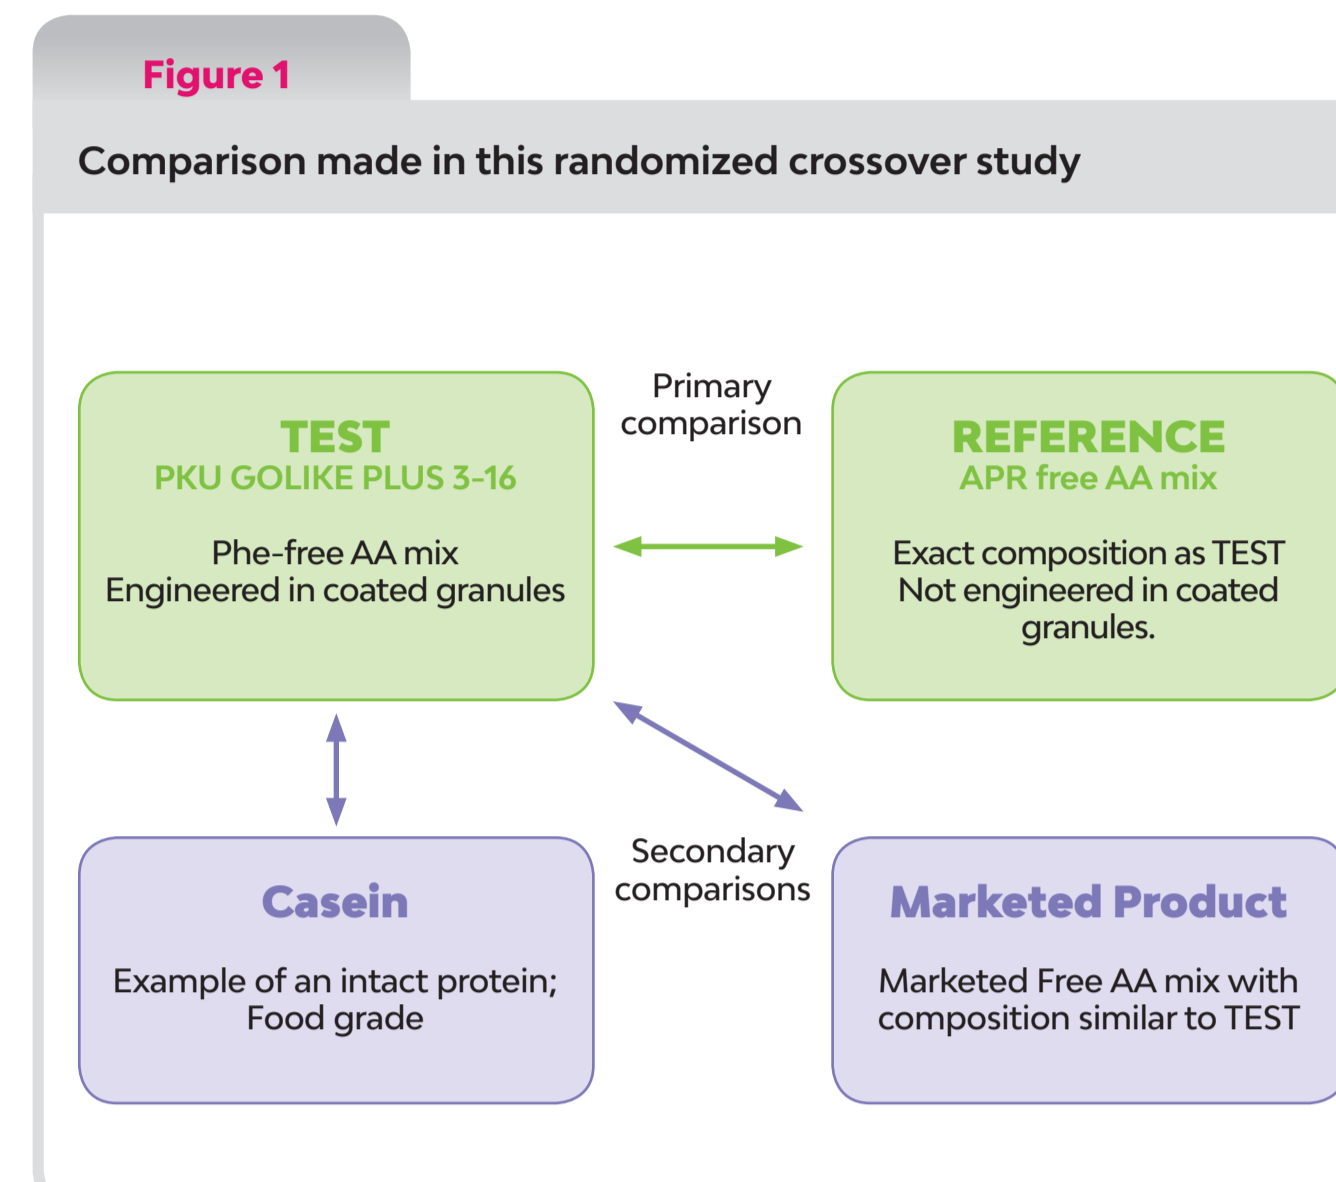 Figure 1
Comparison made in this randomized crossover study
TEST
PKU GOLIKE PLUS 3-16
Phe-free AA mix
Engineered in coated granules
Primary
comparison
REFERENCE
APR free AA mix
Exact composition as TEST
Not engineered in coated
granules.
Casein
Example of an intact protein;
Food grade
Secondary
comparisons
Marketed Product
Marketed Free AA mix with
composition similar to TEST